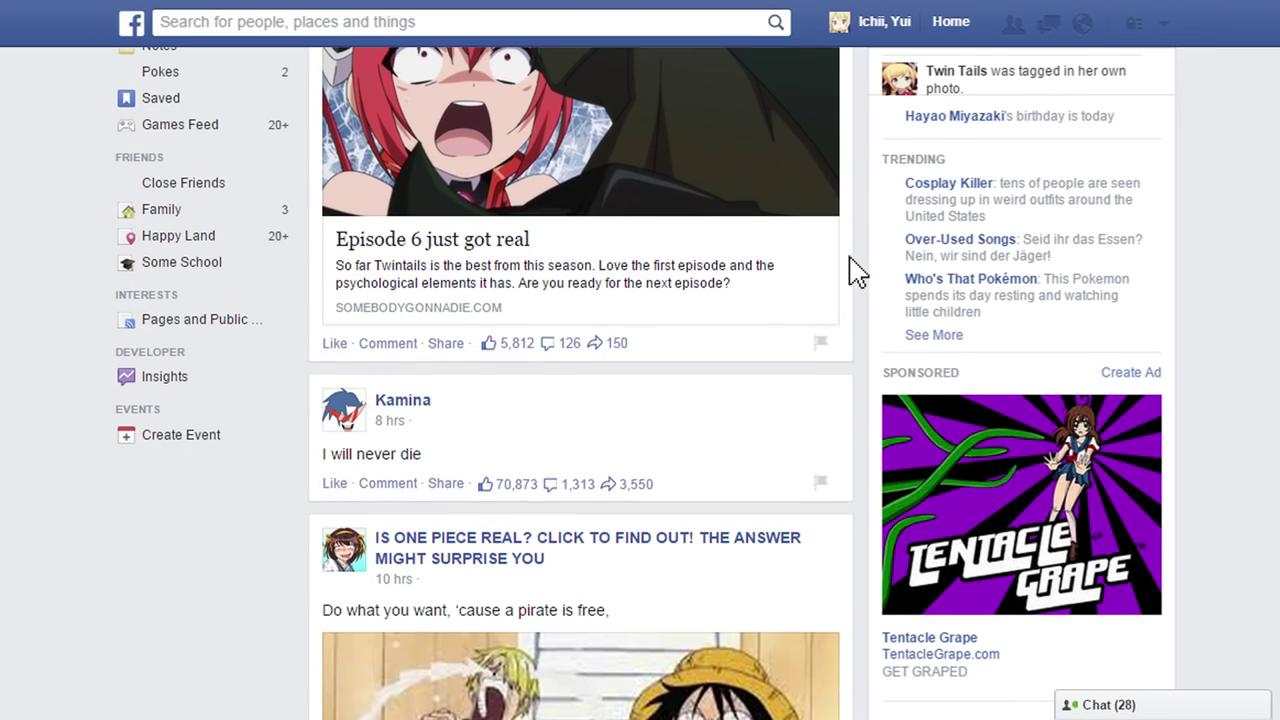 Search for people, places and things
Ichii, Yui
Home
Notes
Pokes 2
Saved
Games Feed 20+
FRIENDS
Close Friends
Family 3
Happy Land 20+
Some School
INTERESTS
Pages and Public ...
DEVELOPER
Insights
EVENTS
Create Event
Episode 6 just got real
So far Twintails is the best from this season. Love the first episode and the
psychological elements it has. Are you ready for the next episode?
SOMEBODYGONNADIE.COM
Like · Comment · Share · 5,812 126 150
Kamina
8 hrs ·
I will never die
Like · Comment · Share · 70,873 1,313 3,550
IS ONE PIECE REAL? CLICK TO FIND OUT! THE ANSWER
MIGHT SURPRISE YOU
10 hrs ·
Do what you want, ‘cause a pirate is free,
Twin Tails was tagged in her own
photo.
Hayao Miyazaki's birthday is today
TRENDING
Cosplay Killer: tens of people are seen
dressing up in weird outfits around the
United States
Over-Used Songs: Seid ihr das Essen?
Nein, wir sind der Jäger!
Who's That Pokémon: This Pokemon
spends its day resting and watching
little children
See More
SPONSORED Create Ad
TENTACLE
GRAPE
Tentacle Grape
TentacleGrape.com
GET GRAPED
Chat (28)